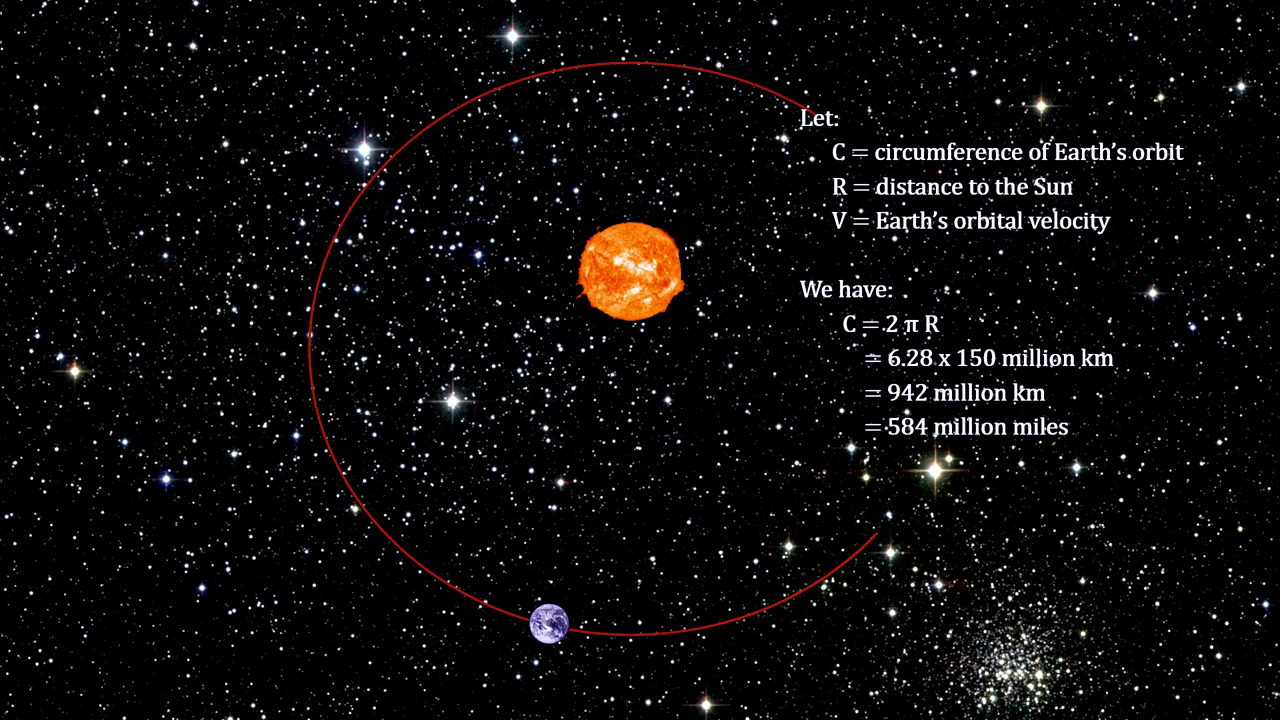 Let:
C = circumference of Earth's orbit
R = distance to the Sun
V = Earth's orbital velocity
We have:
C = 2 π R
= 6.28 x 150 million km
= 942 million km
= 584 million miles